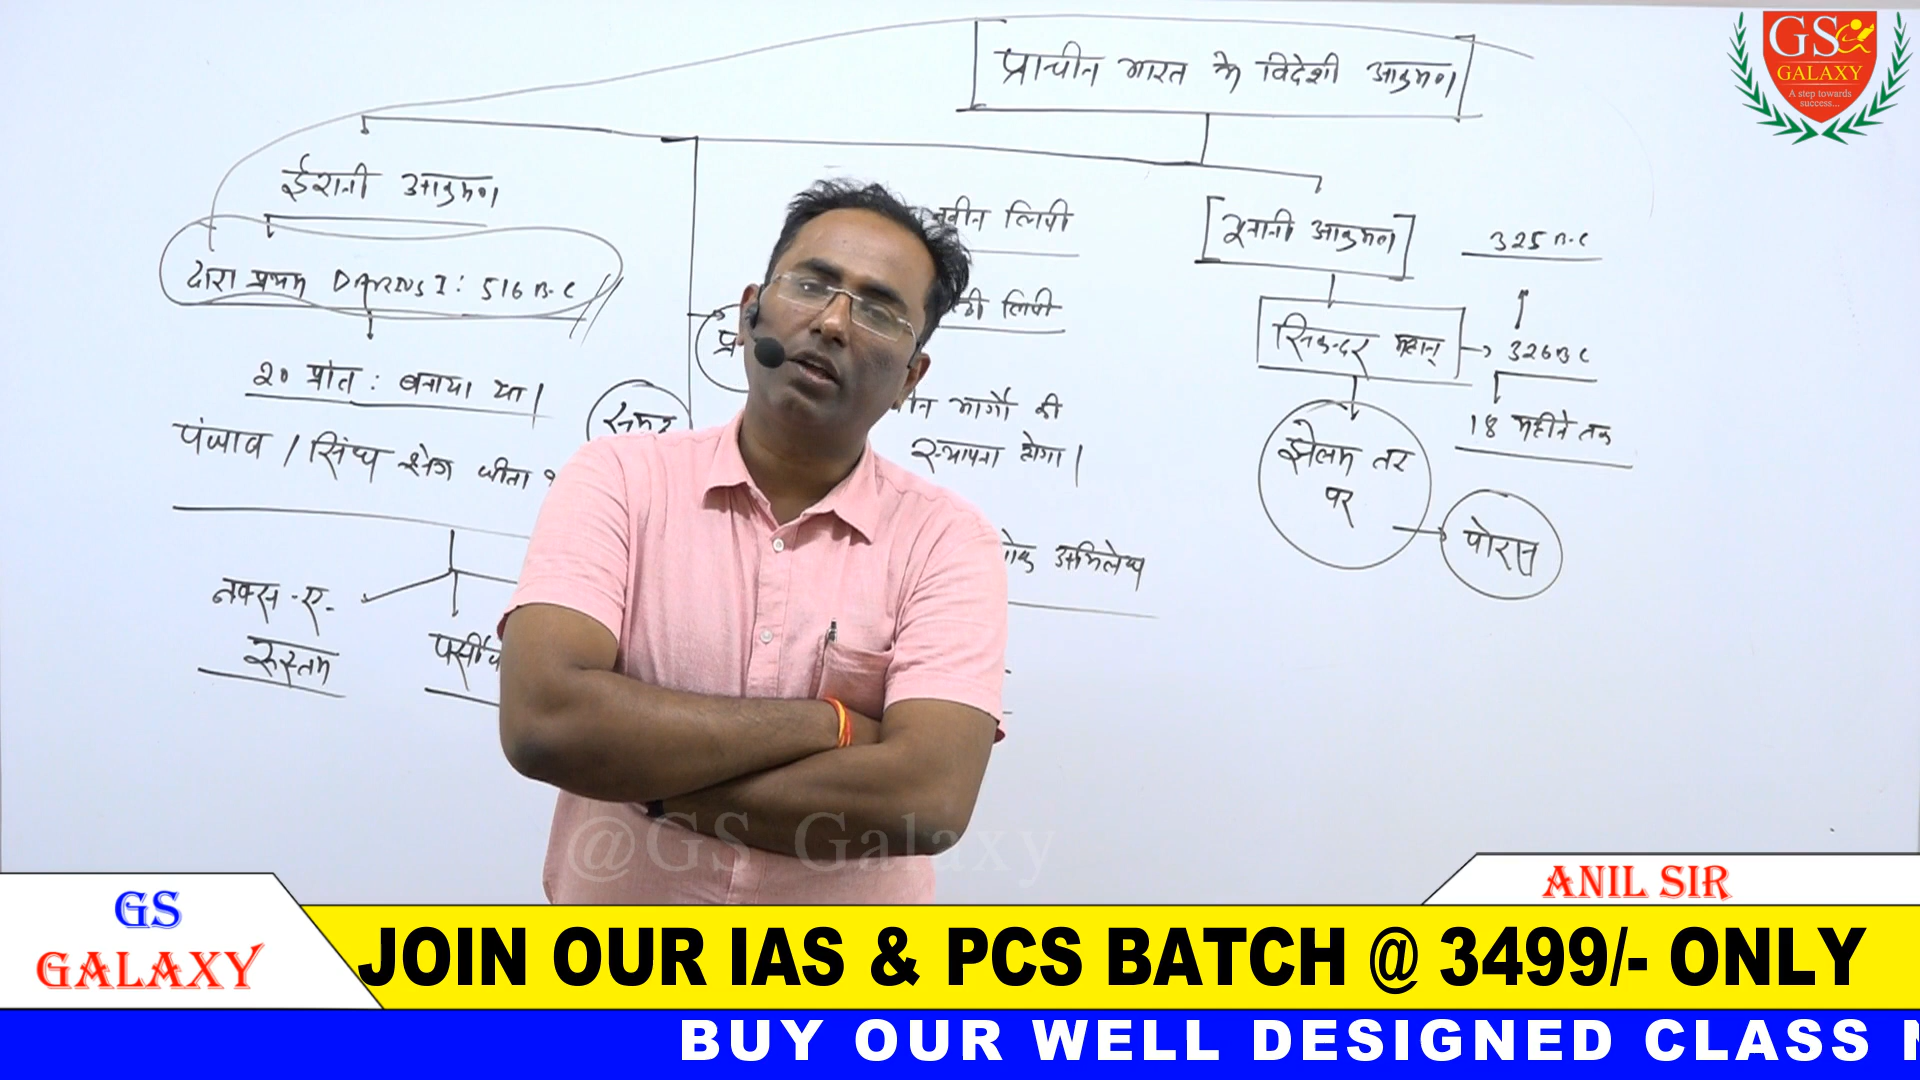 प्राचीन भारत के विदेशी आक्रमण
GS
GALAXY
A step towards
success...
ईरानी आक्रमण
दारा प्रथम DARIUS I : 516 B.C
20 प्रांत : बनाया था।
पंजाब / सिंध क्षेत्र जीता
नक्स-ए-
रुस्तम
लिपी
लिपी
मार्गों की
स्थापना होगा।
अभिलेख
यूनानी आक्रमण
325 B.C
सिकन्दर महान्
326 B C
18 महीने तक
झेलम तट
पर
पोरस
@GS Galaxy
ANIL SIR
GS
GALAXY
JOIN OUR IAS & PCS BATCH @ 3499/- ONLY
BUY OUR WELL DESIGNED CLASS